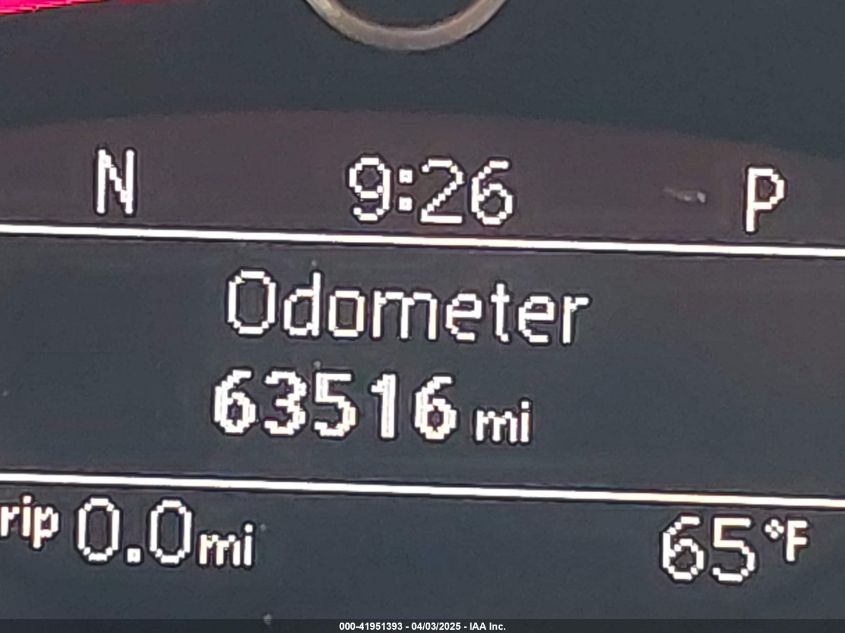 N 9:26 P
Odometer
63516 mi
rip 0.0mi 65°F
000-41951393 - 04/03/2025 - IAA Inc.